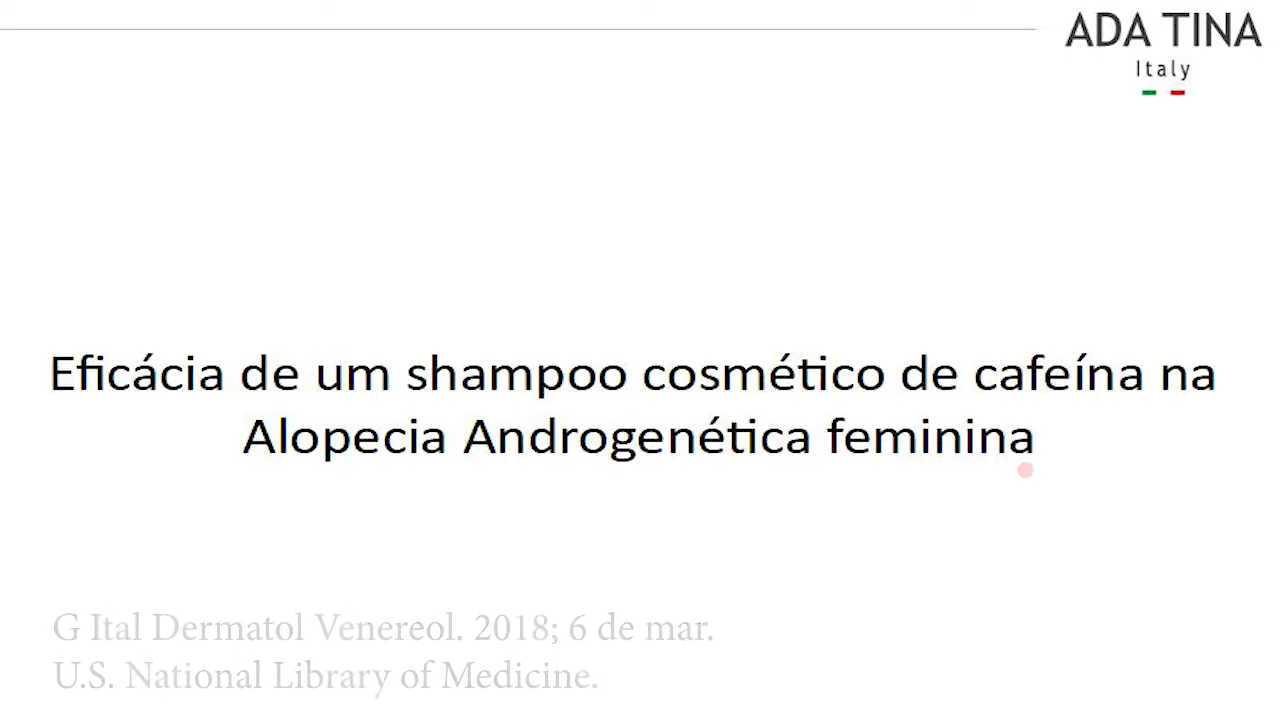 ADA TINA
Italy
Eficácia de um shampoo cosmético de cafeína na
Alopecia Androgenética feminina
G Ital Dermatol Venereol. 2018; 6 de mar.
U.S. National Library of Medicine.